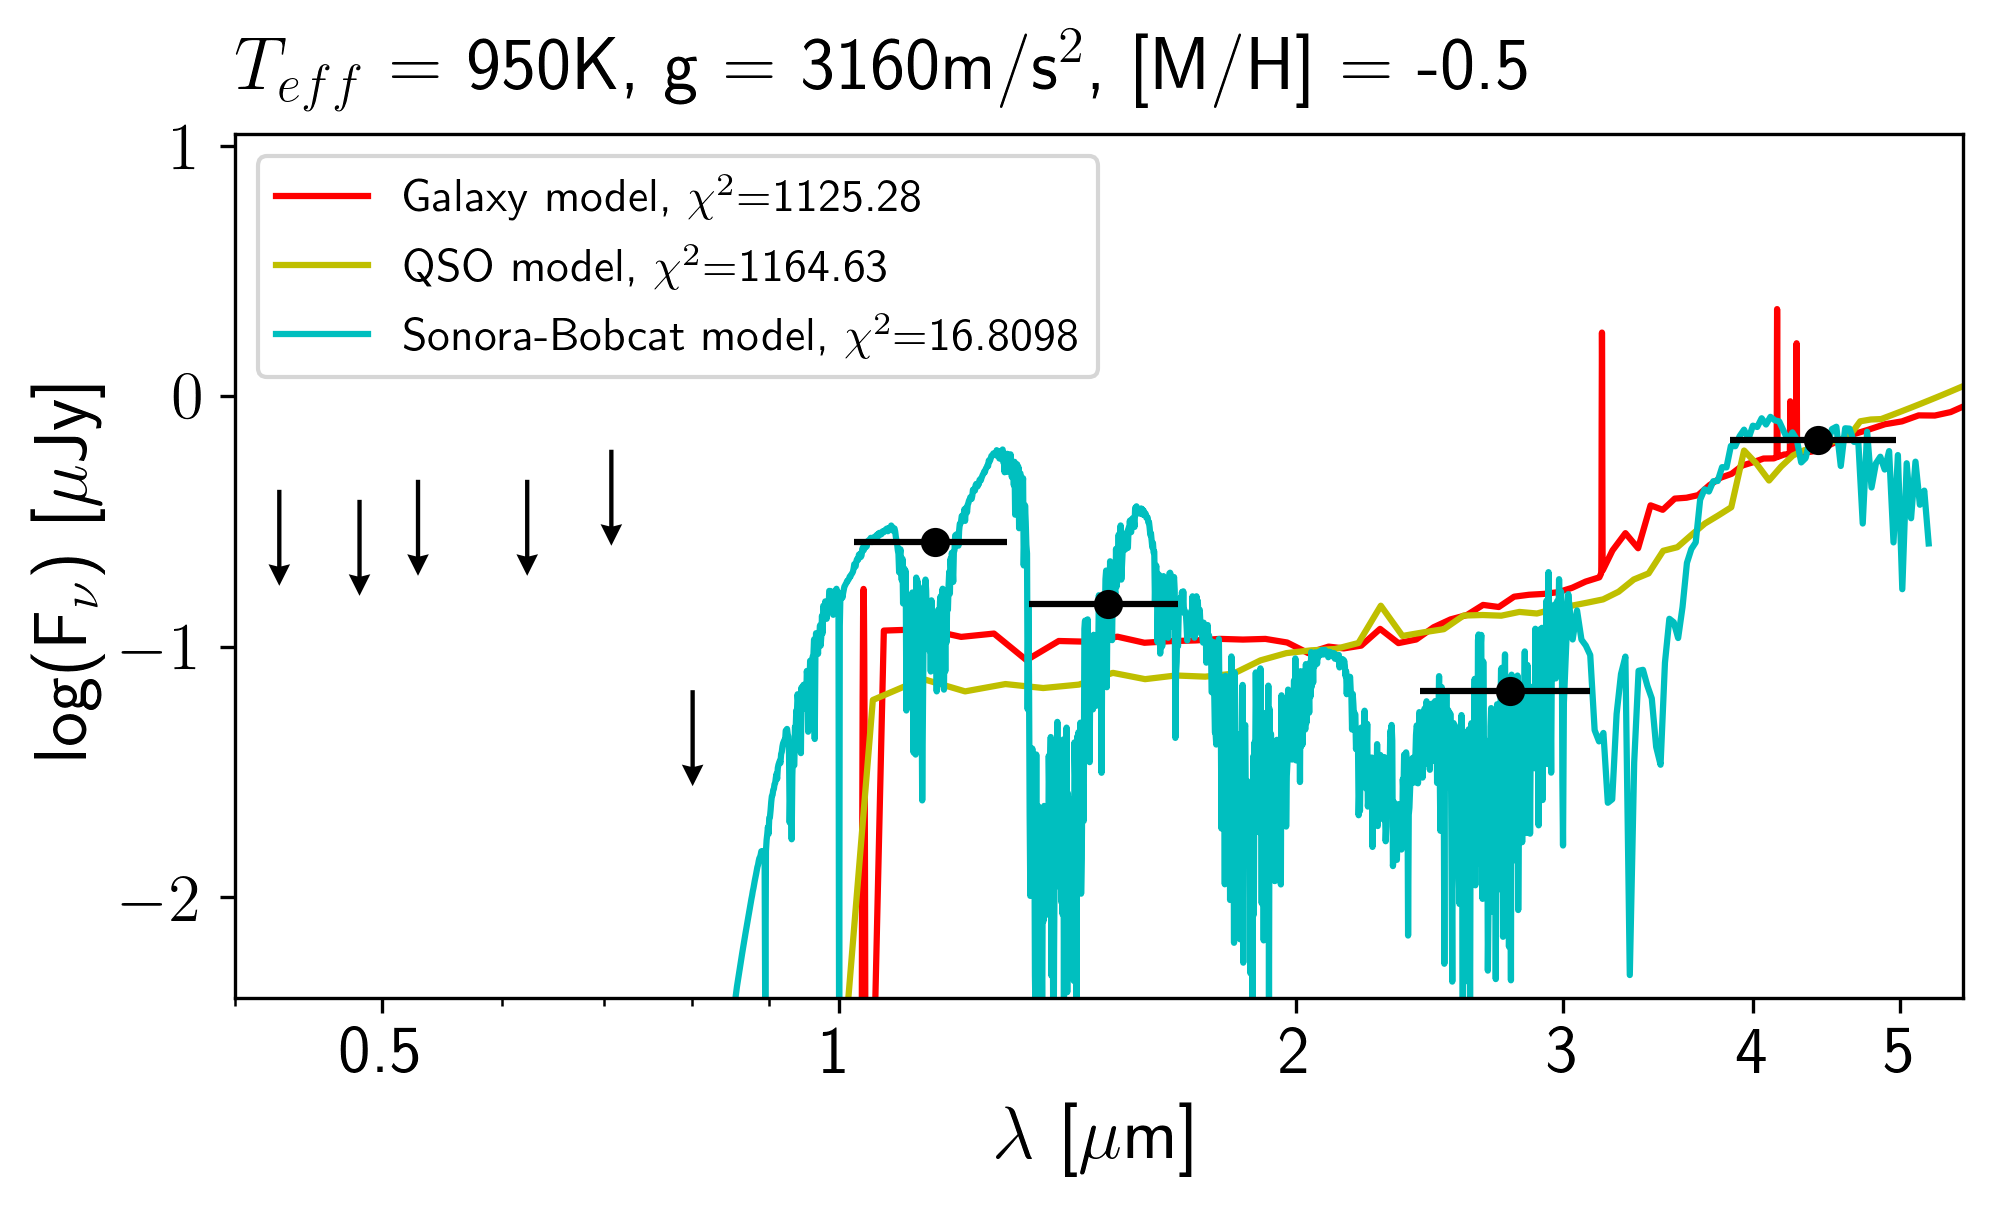 T_eff = 950K, g = 3160m/s², [M/H] = -0.5
Galaxy model, χ²=1125.28
QSO model, χ²=1164.63
Sonora-Bobcat model, χ²=16.8098
1
0
−1
−2
log(F_ν) [μJy]
0.5 1 2 3 4 5
λ [μm]